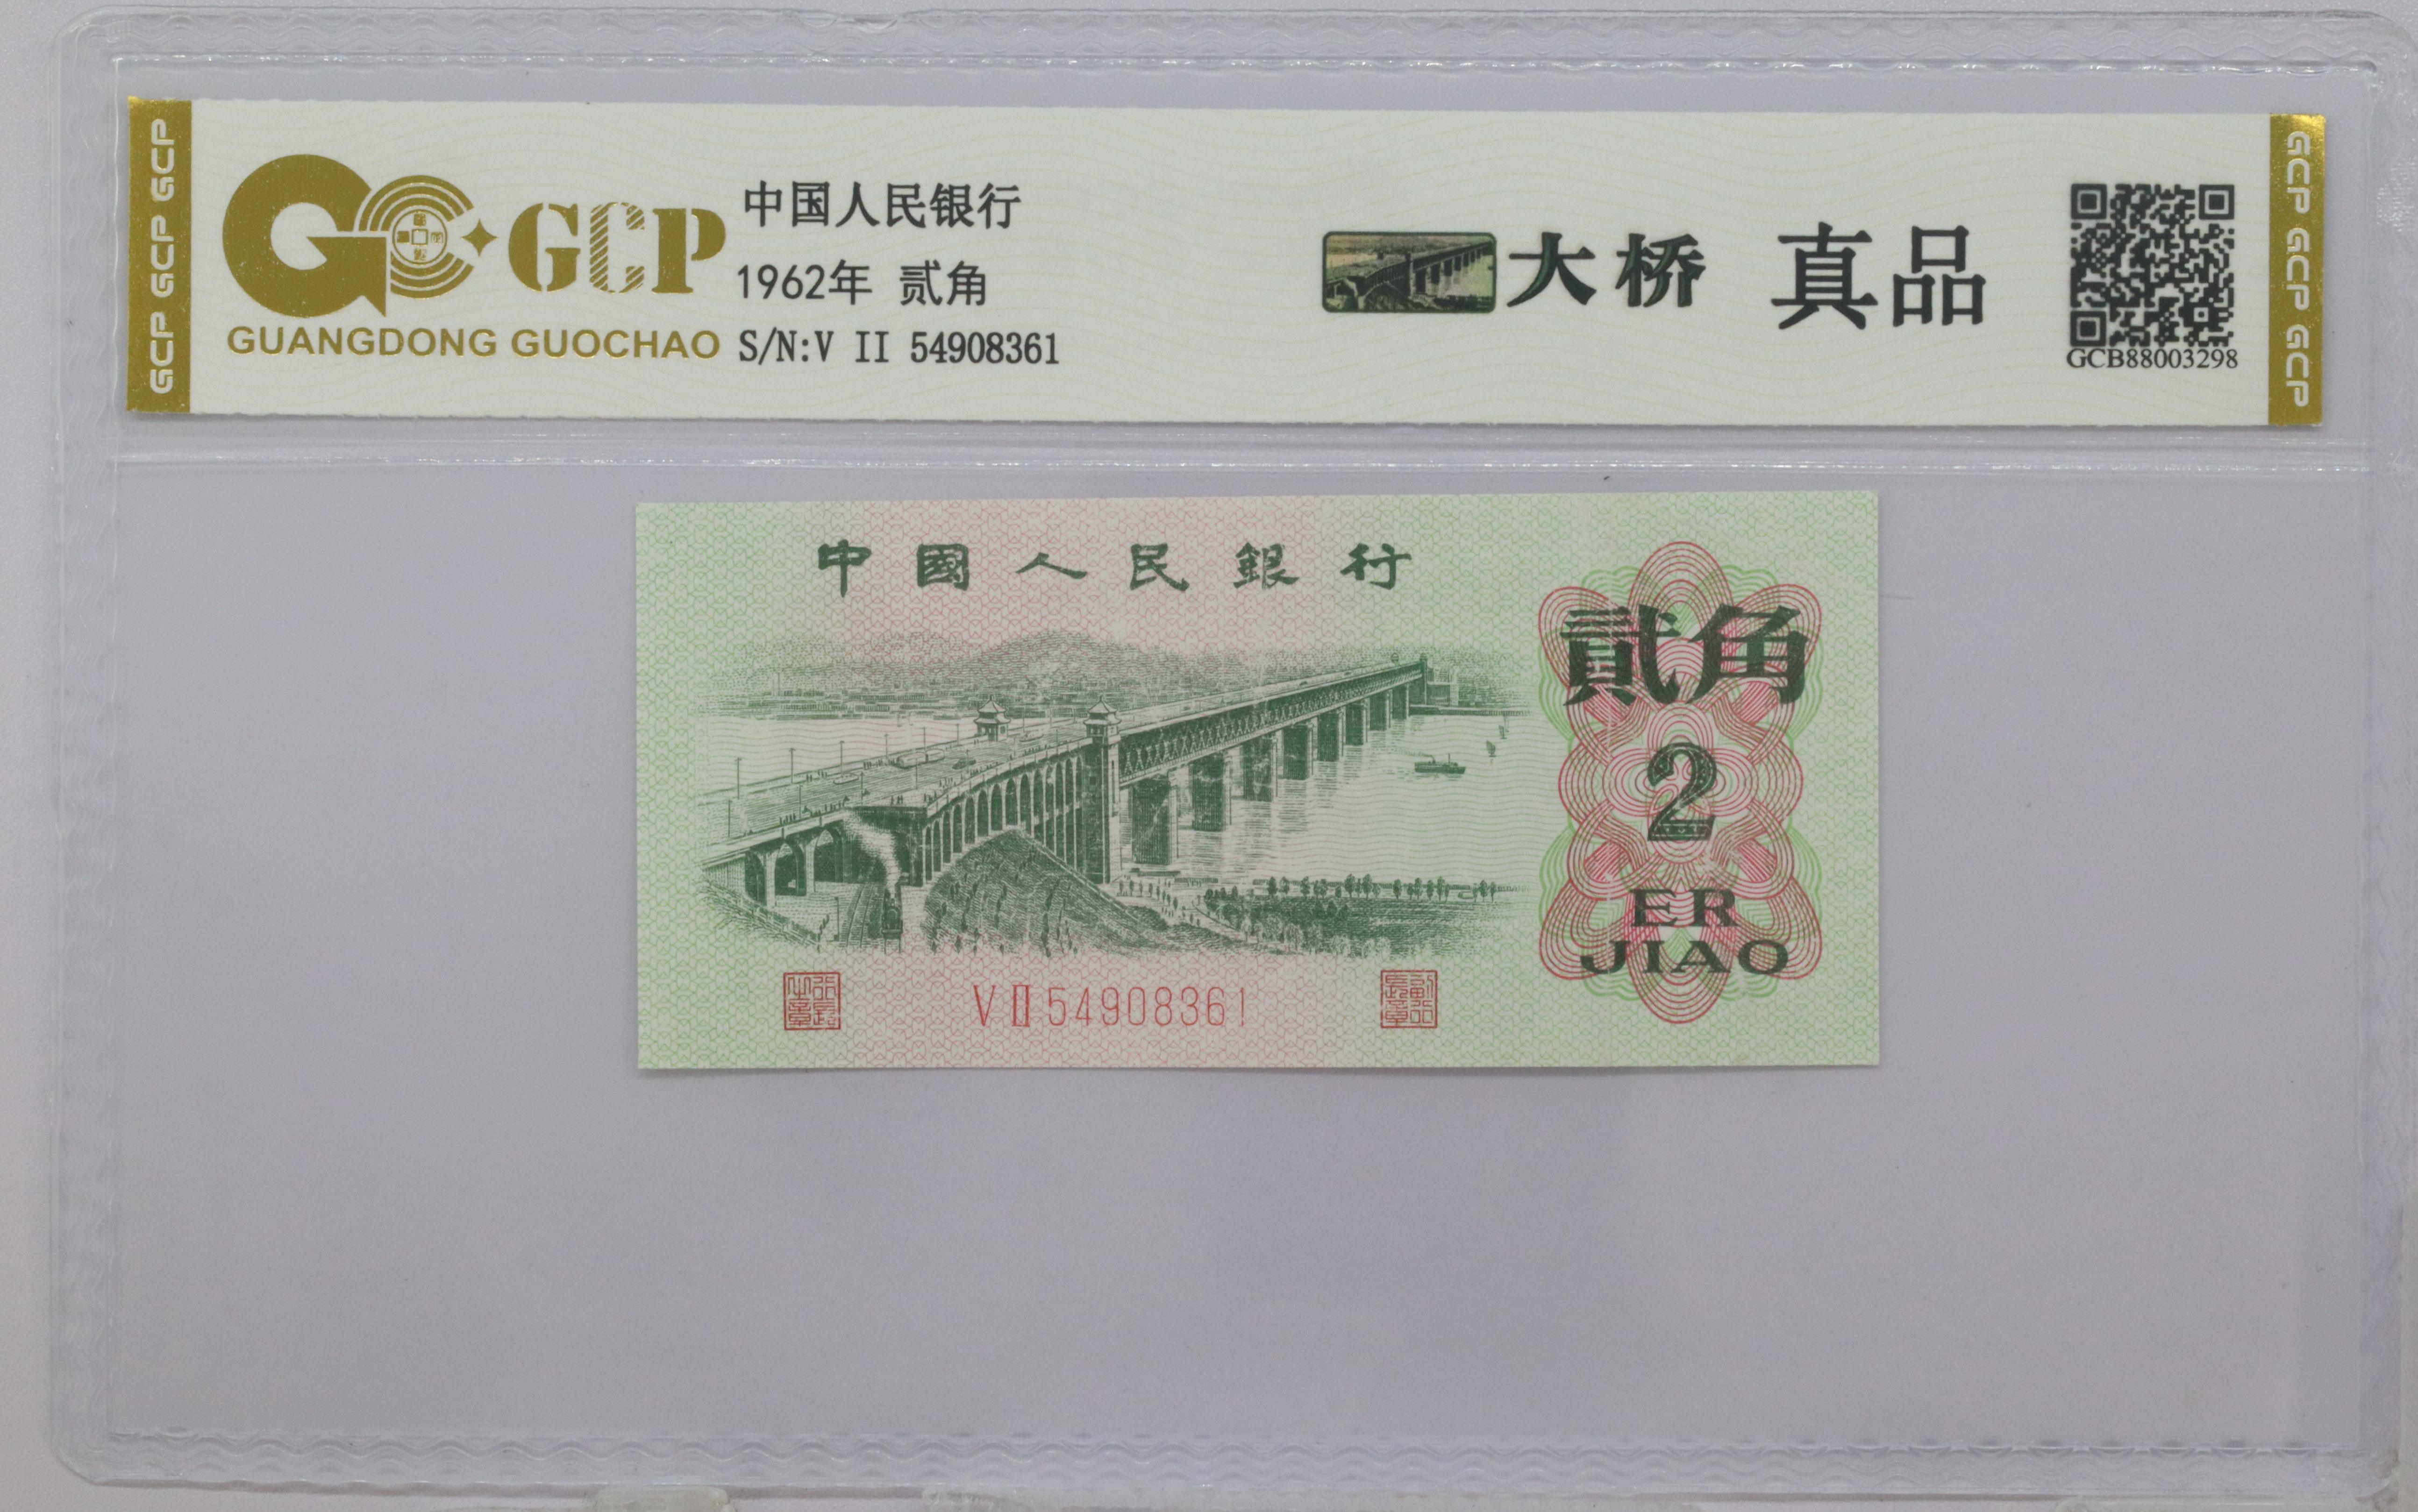 GCP GCP GCP
GCP
GUANGDONG GUOCHAO
中国人民银行
1962年 贰角
S/N:V II 54908361
大桥 真品
GCB88003298
GCP GCP GCP
中國人民銀行
貳角
2
ER
JIAO
V II 54908361